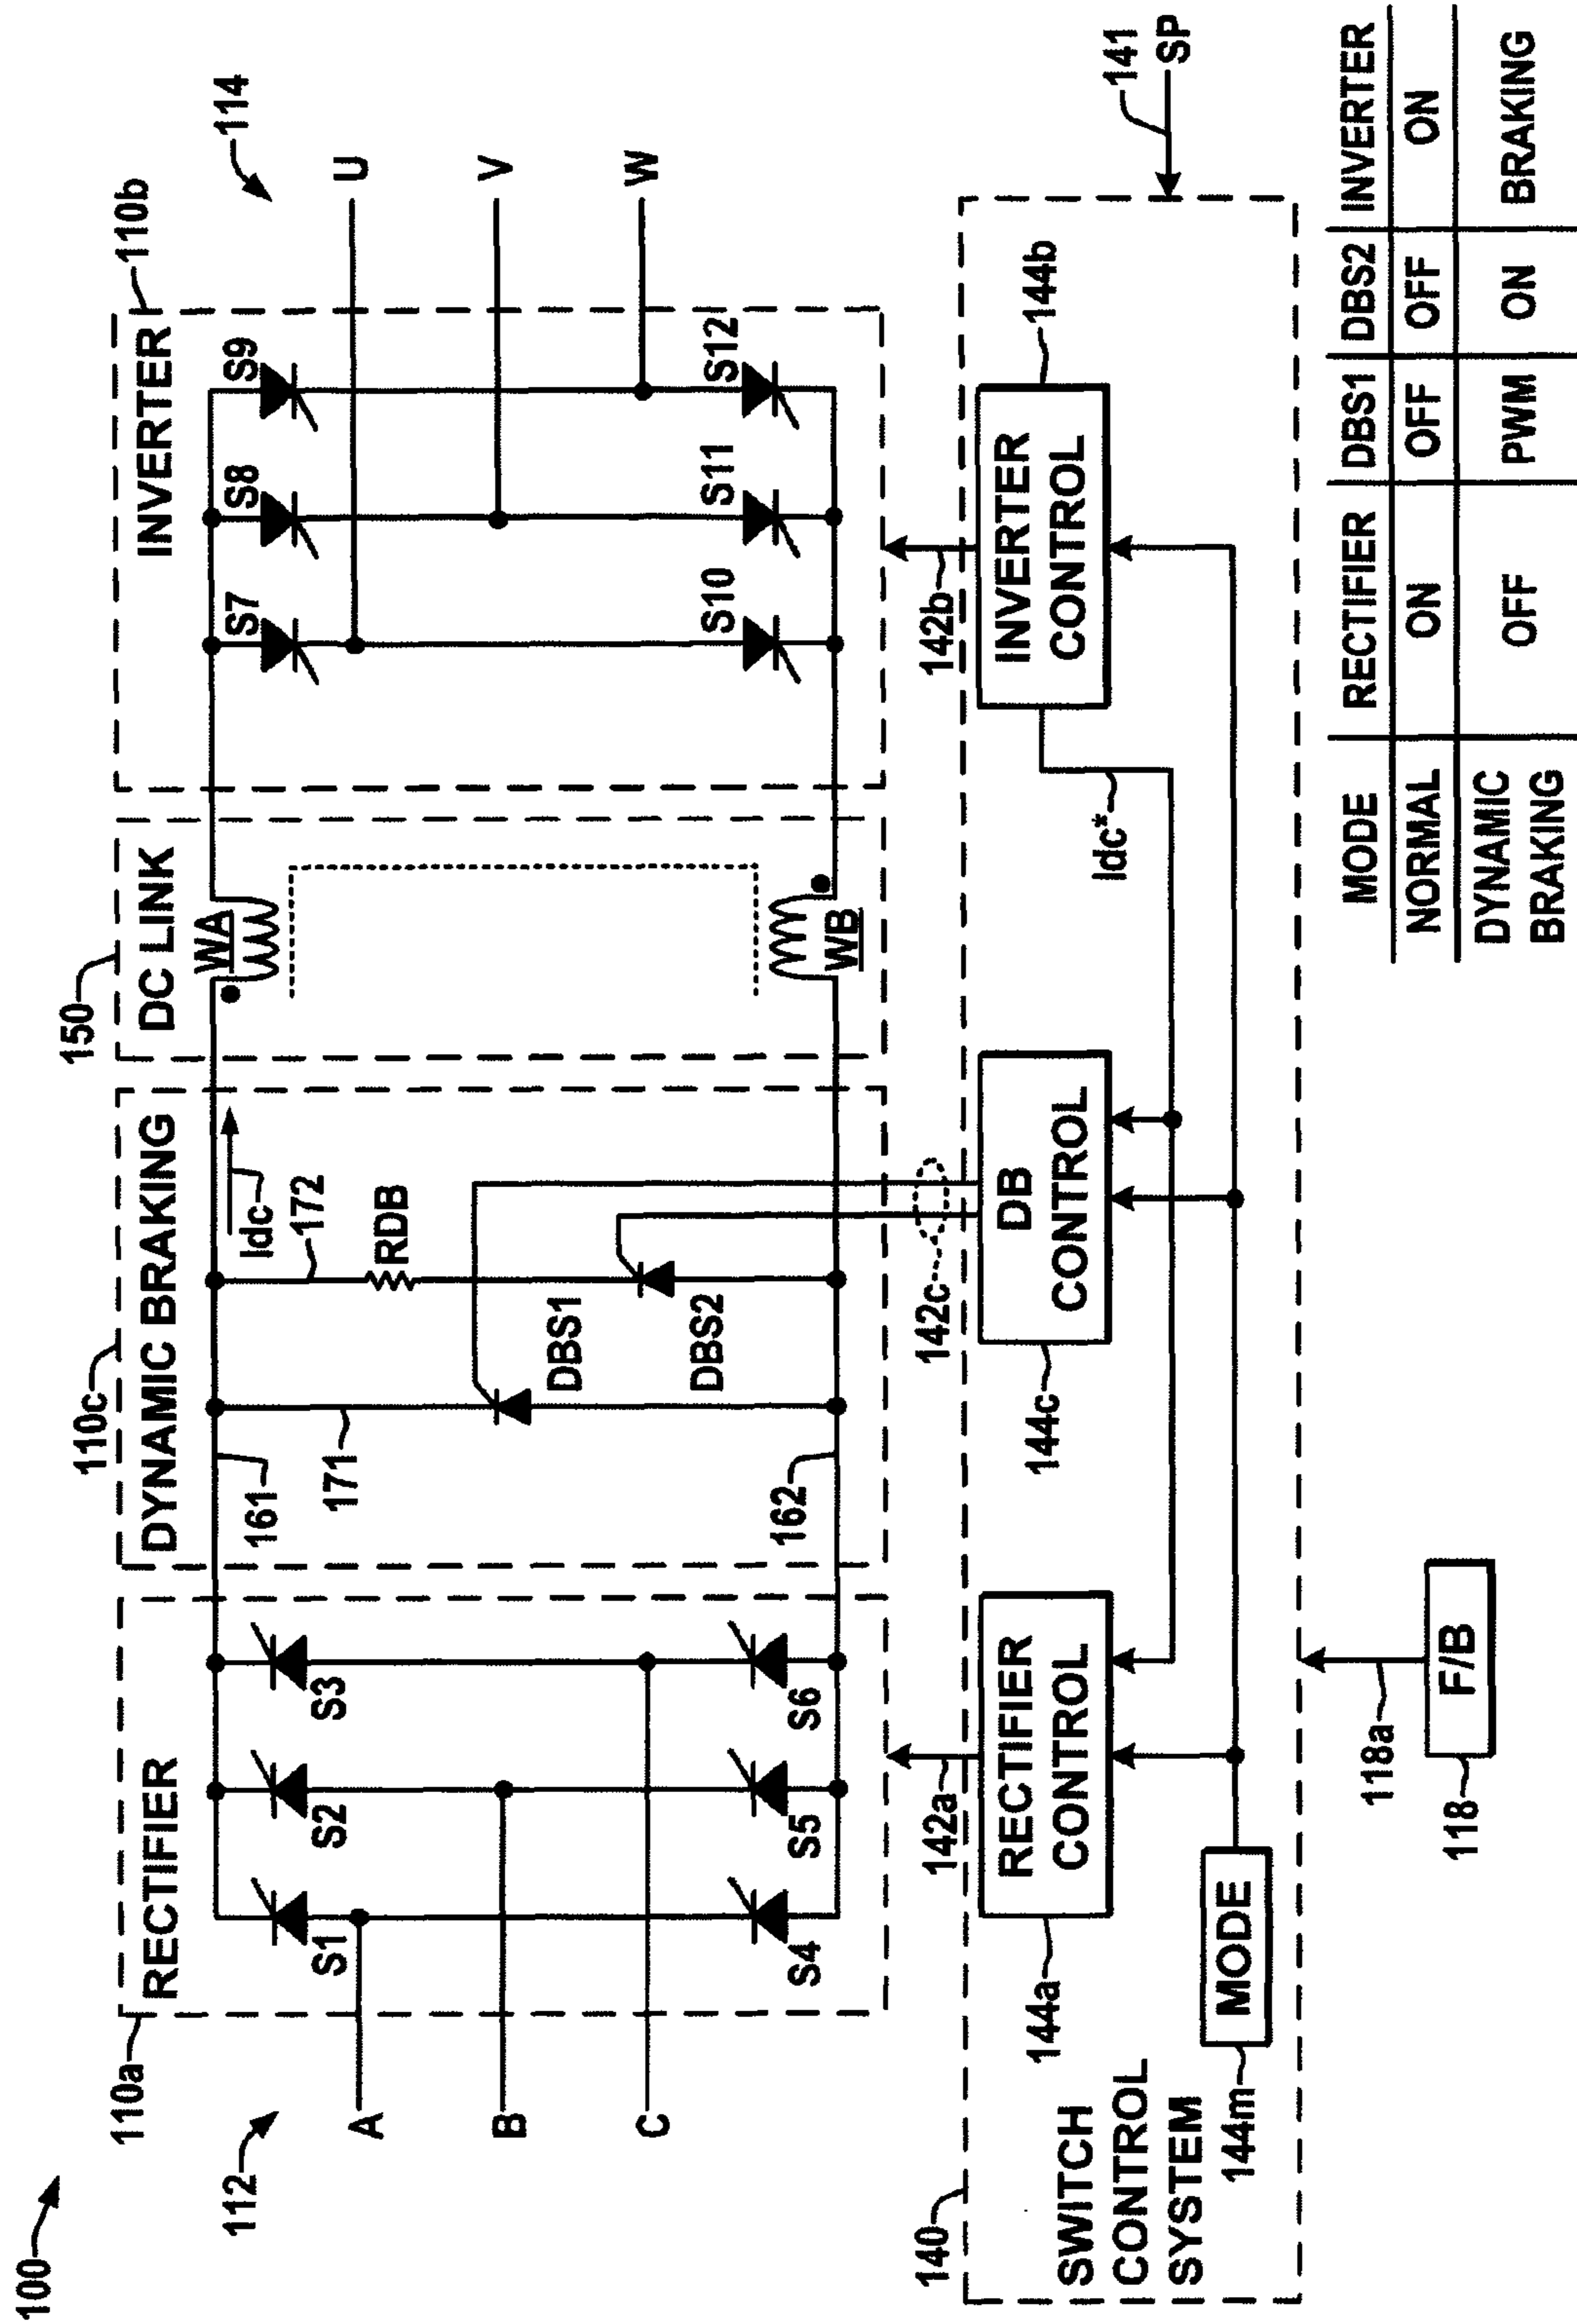 100
112
110a
RECTIFIER
A
B
C
S1
S2
S3
S4
S5
S6
110c
DYNAMIC BRAKING
161
171
162
Idc
172
RDB
DBS1
DBS2
150
DC LINK
WA
WB
110b
INVERTER
S7
S8
S9
S10
S11
S12
114
U
V
W
140
SWITCH
CONTROL
SYSTEM
142a
RECTIFIER
CONTROL
144a
142c
DB
CONTROL
144c
142b
INVERTER
CONTROL
144b
Idc*
141
SP
MODE
144m
118a
F/B
118
MODE RECTIFIER DBS1 DBS2 INVERTER
NORMAL ON OFF OFF ON
DYNAMIC
BRAKING OFF PWM ON BRAKING